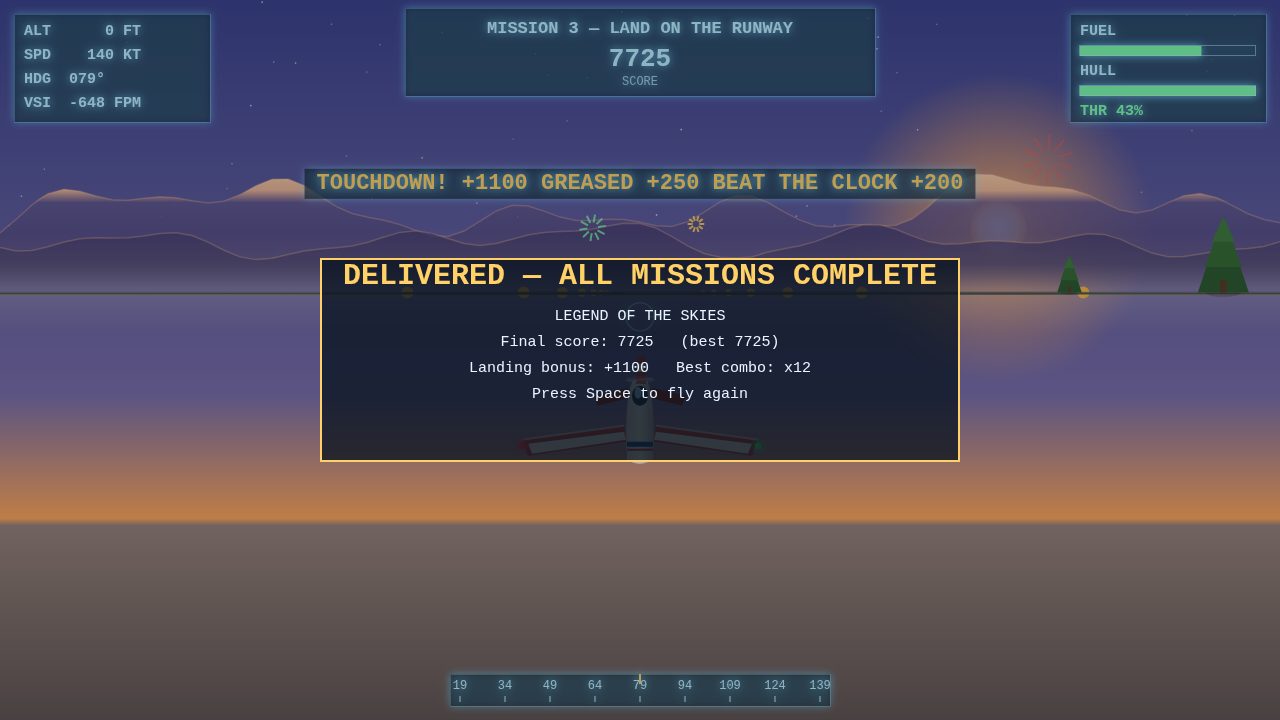 ALT 0 FT
SPD 140 KT
HDG 079°
VSI -648 FPM
MISSION 3 — LAND ON THE RUNWAY
7725
SCORE
FUEL
HULL
THR 43%
TOUCHDOWN! +1100 GREASED +250 BEAT THE CLOCK +200
DELIVERED — ALL MISSIONS COMPLETE
LEGEND OF THE SKIES
Final score: 7725 (best 7725)
Landing bonus: +1100 Best combo: x12
Press Space to fly again
19 34 49 64 79 94 109 124 139